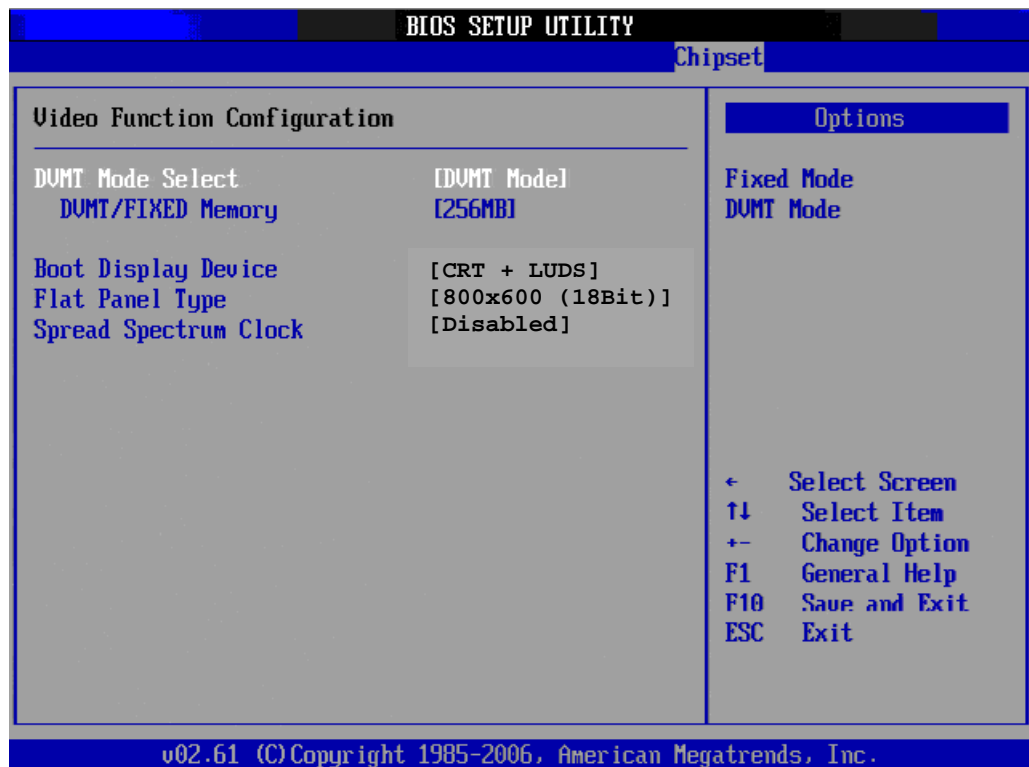 BIOS SETUP UTILITY
Chipset
Video Function Configuration
DVMT Mode Select [DVMT Mode]
DVMT/FIXED Memory [256MB]
Boot Display Device [CRT + LUDS]
Flat Panel Type [800x600 (18Bit)]
Spread Spectrum Clock [Disabled]
Options
Fixed Mode
DVMT Mode
← Select Screen
↑↓ Select Item
+- Change Option
F1 General Help
F10 Save and Exit
ESC Exit
v02.61 (C)Copyright 1985-2006, American Megatrends, Inc.